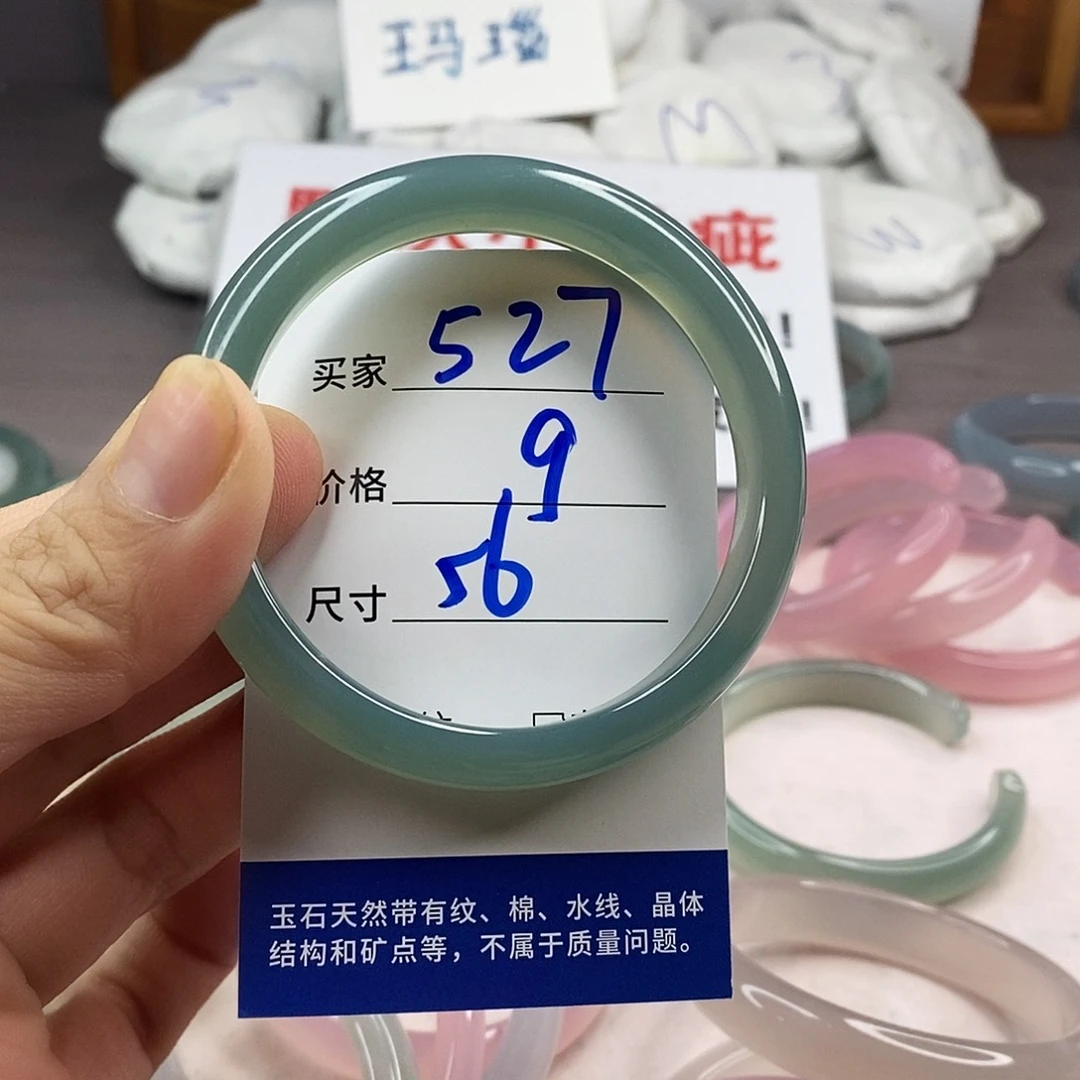 玛瑙
疵
!
!
买家 527
价格 9
尺寸 56
玉石天然带有纹、棉、水线、晶体
结构和矿点等，不属于质量问题。